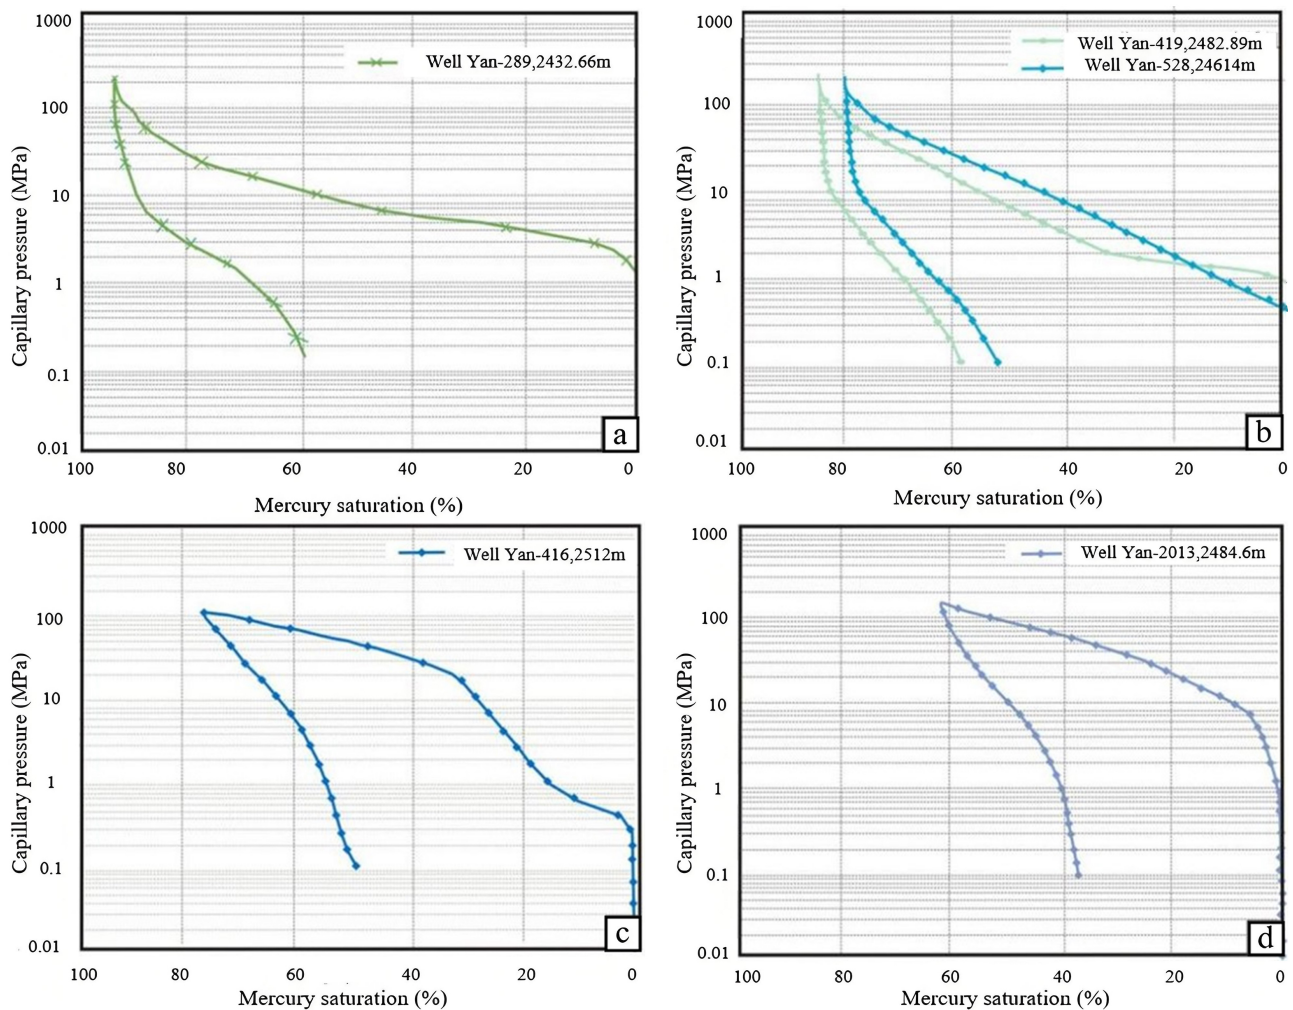 1000
100
10
1
0.1
0.01
Capillary pressure (MPa)
Well Yan-289,2432.66m
a
100 80 60 40 20 0
Mercury saturation (%)
1000
100
10
1
0.1
0.01
Capillary pressure (MPa)
Well Yan-419,2482.89m
Well Yan-528,24614m
b
100 80 60 40 20 0
Mercury saturation (%)
1000
100
10
1
0.1
0.01
Capillary pressure (MPa)
Well Yan-416,2512m
c
100 80 60 40 20 0
Mercury saturation (%)
1000
100
10
1
0.1
0.01
Capillary pressure (MPa)
Well Yan-2013,2484.6m
d
100 80 60 40 20 0
Mercury saturation (%)